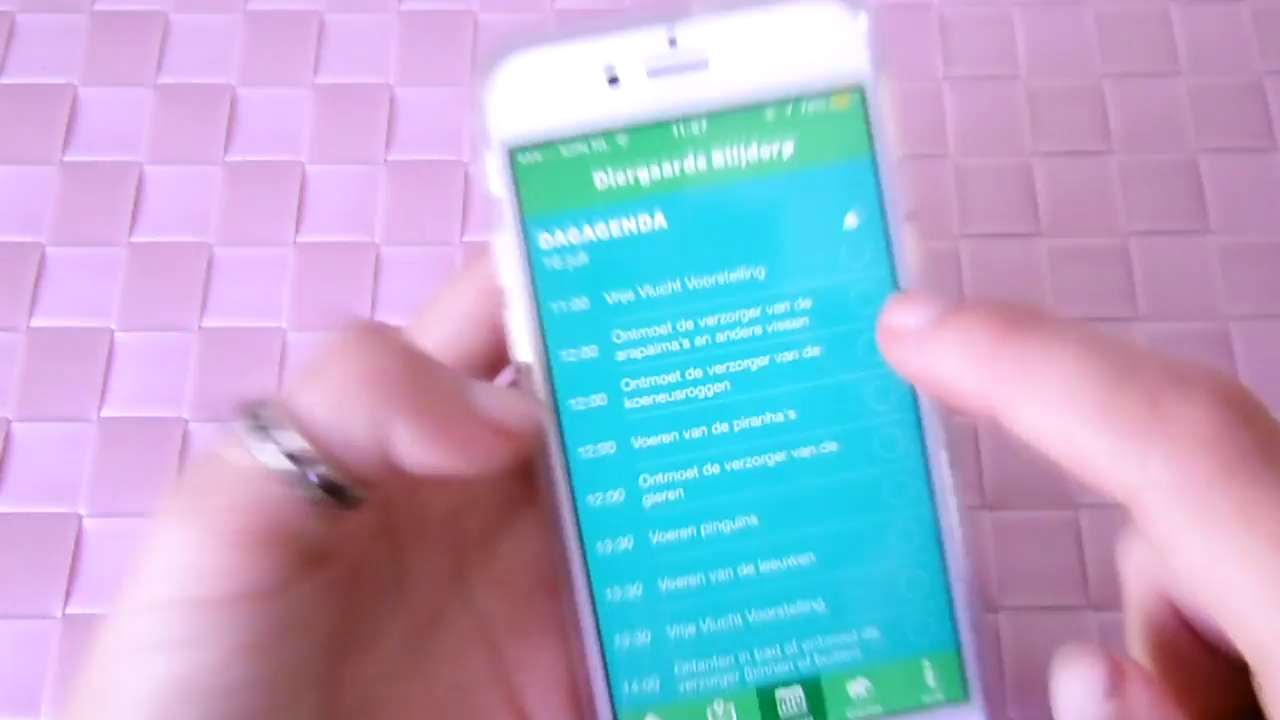 11:57
Diergaarde Blijdorp
DAGAGENDA
16 juli
11:00 Vrije Vlucht Voorstelling
12:00 Ontmoet de verzorger van de
arapaima's en anders vissen
12:00 Ontmoet de verzorger van de
koeneusroggen
12:00 Voeren van de piranha's
12:00 Ontmoet de verzorger van de
gieren
13:30 Voeren pinguins
13:30 Voeren van de leeuwen
13:30 Vrije Vlucht Voorstelling
14:00 Olifanten in bad of ontmoet de
verzorger (binnen of buiten)